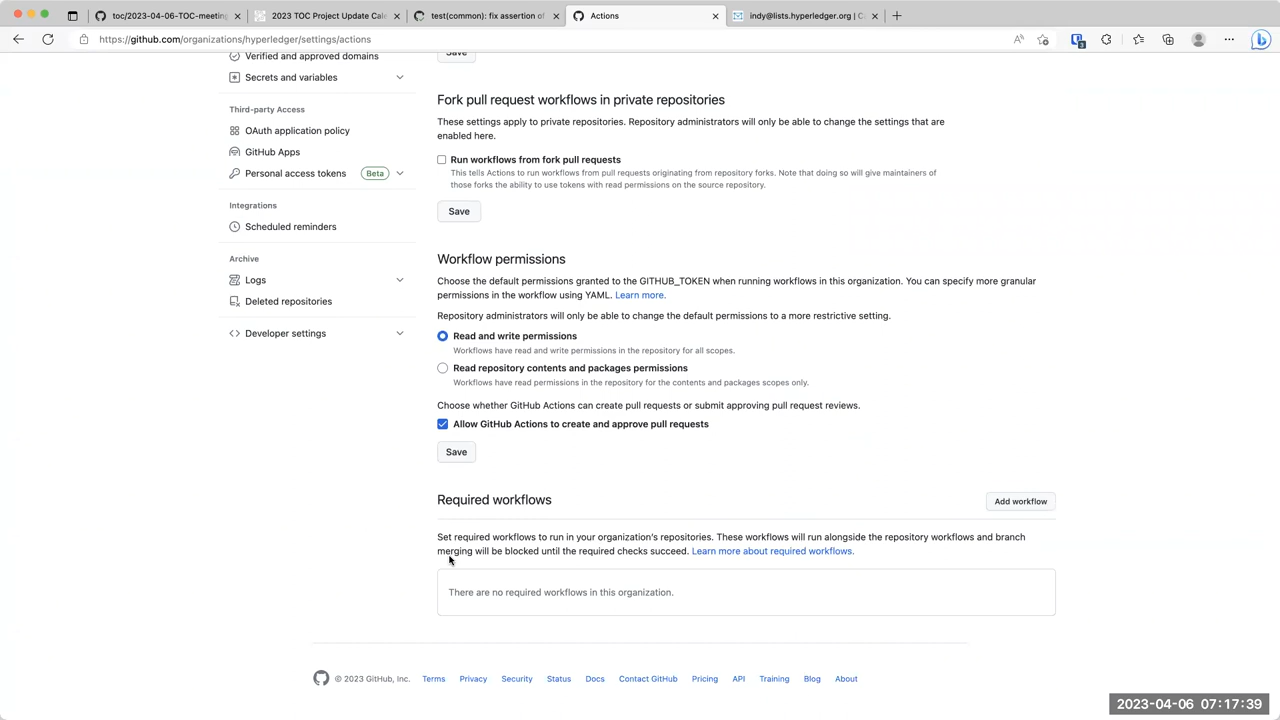 toc/2023-04-06-TOC-meeting
2023 TOC Project Update Cale
test(common): fix assertion of
Actions
indy@lists.hyperledger.org | C
https://github.com/organizations/hyperledger/settings/actions
Verified and approved domains
Secrets and variables
Third-party Access
OAuth application policy
GitHub Apps
Personal access tokens Beta
Integrations
Scheduled reminders
Archive
Logs
Deleted repositories
Developer settings
Save
Fork pull request workflows in private repositories
These settings apply to private repositories. Repository administrators will only be able to change the settings that are
enabled here.
Run workflows from fork pull requests
This tells Actions to run workflows from pull requests originating from repository forks. Note that doing so will give maintainers of
those forks the ability to use tokens with read permissions on the source repository.
Save
Workflow permissions
Choose the default permissions granted to the GITHUB_TOKEN when running workflows in this organization. You can specify more granular
permissions in the workflow using YAML. Learn more.
Repository administrators will only be able to change the default permissions to a more restrictive setting.
Read and write permissions
Workflows have read and write permissions in the repository for all scopes.
Read repository contents and packages permissions
Workflows have read permissions in the repository for the contents and packages scopes only.
Choose whether GitHub Actions can create pull requests or submit approving pull request reviews.
Allow GitHub Actions to create and approve pull requests
Save
Required workflows
Add workflow
Set required workflows to run in your organization's repositories. These workflows will run alongside the repository workflows and branch
merging will be blocked until the required checks succeed. Learn more about required workflows.
There are no required workflows in this organization.
© 2023 GitHub, Inc. Terms Privacy Security Status Docs Contact GitHub Pricing API Training Blog About
2023-04-06 07:17:39